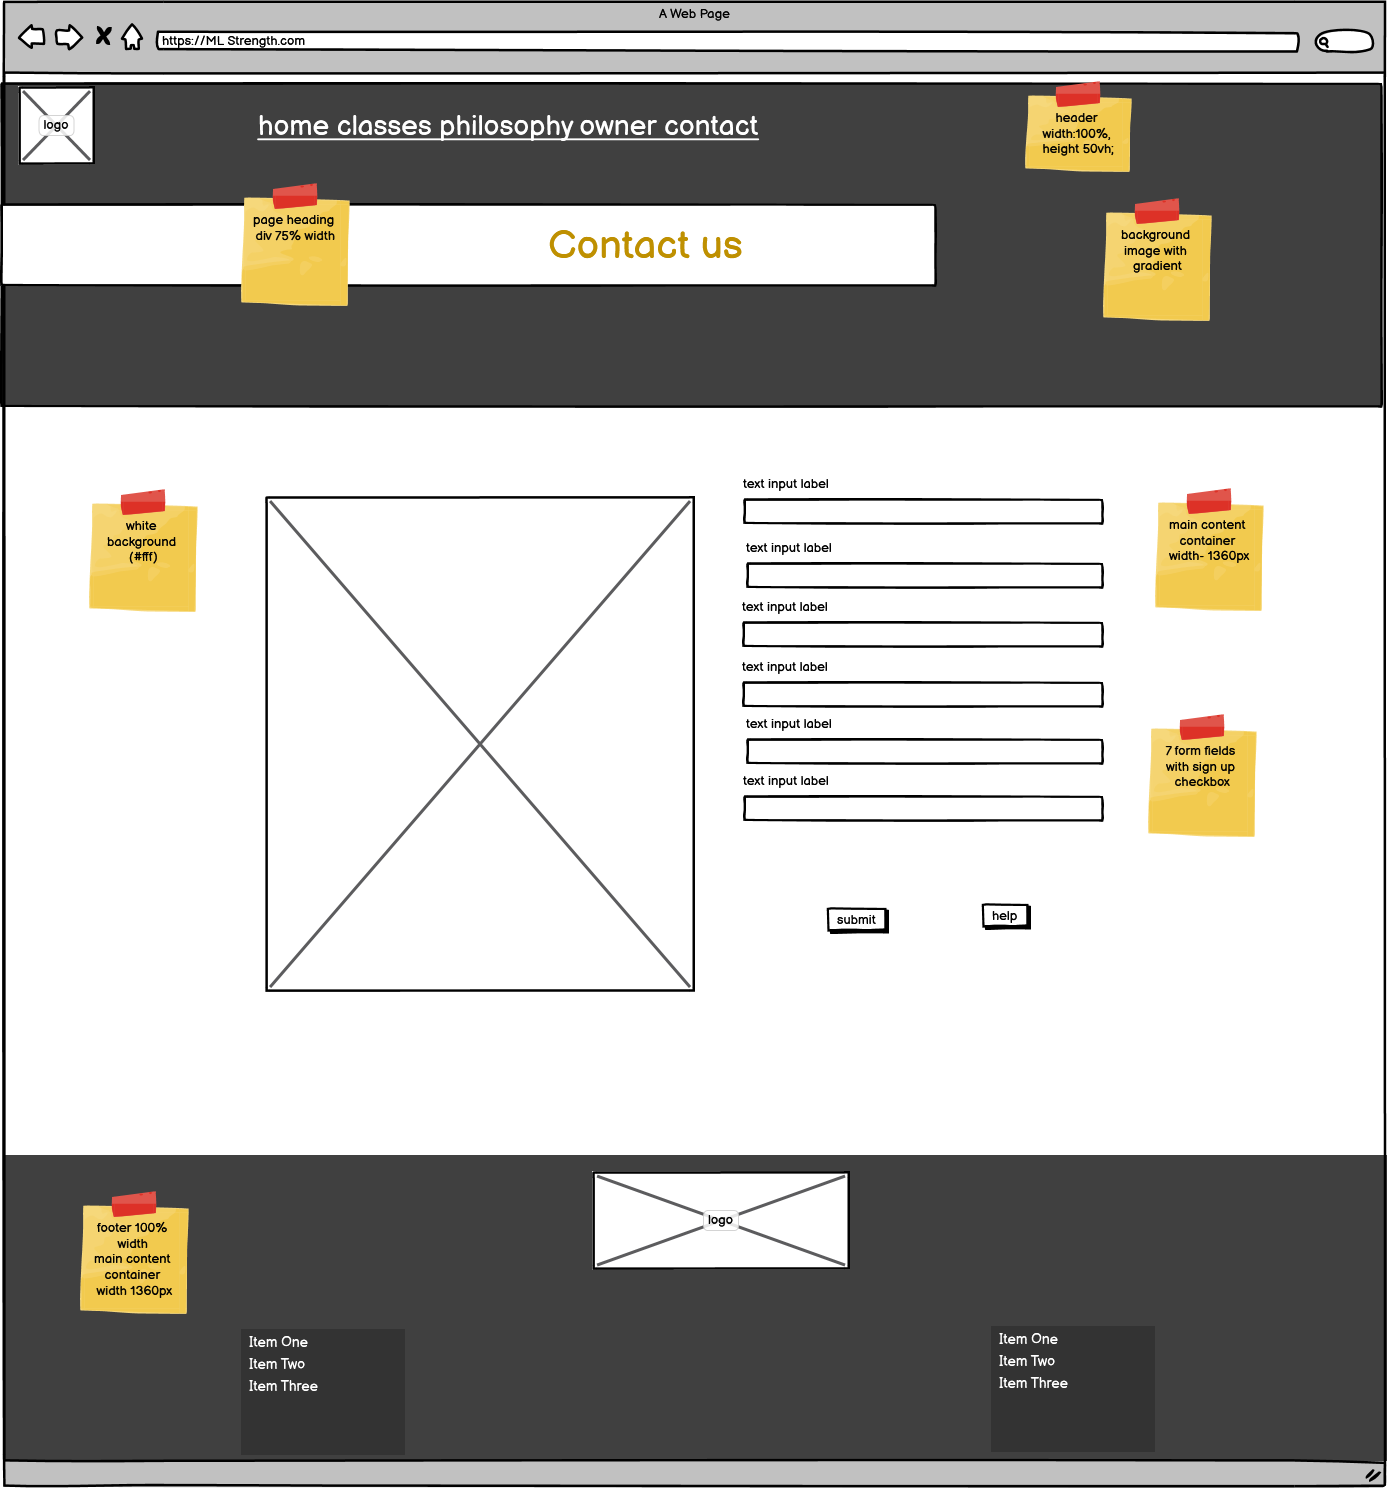 A Web Page
https://ML Strength.com
logo
home classes philosophy owner contact
header
width:100%,
height 50vh;
page heading
div 75% width
Contact us
background
image with
gradient
white
background
(#fff)
text input label
text input label
text input label
text input label
text input label
text input label
main content
container
width- 1360px
7 form fields
with sign up
checkbox
submit
help
logo
footer 100%
width
main content
container
width 1360px
Item One
Item Two
Item Three
Item One
Item Two
Item Three